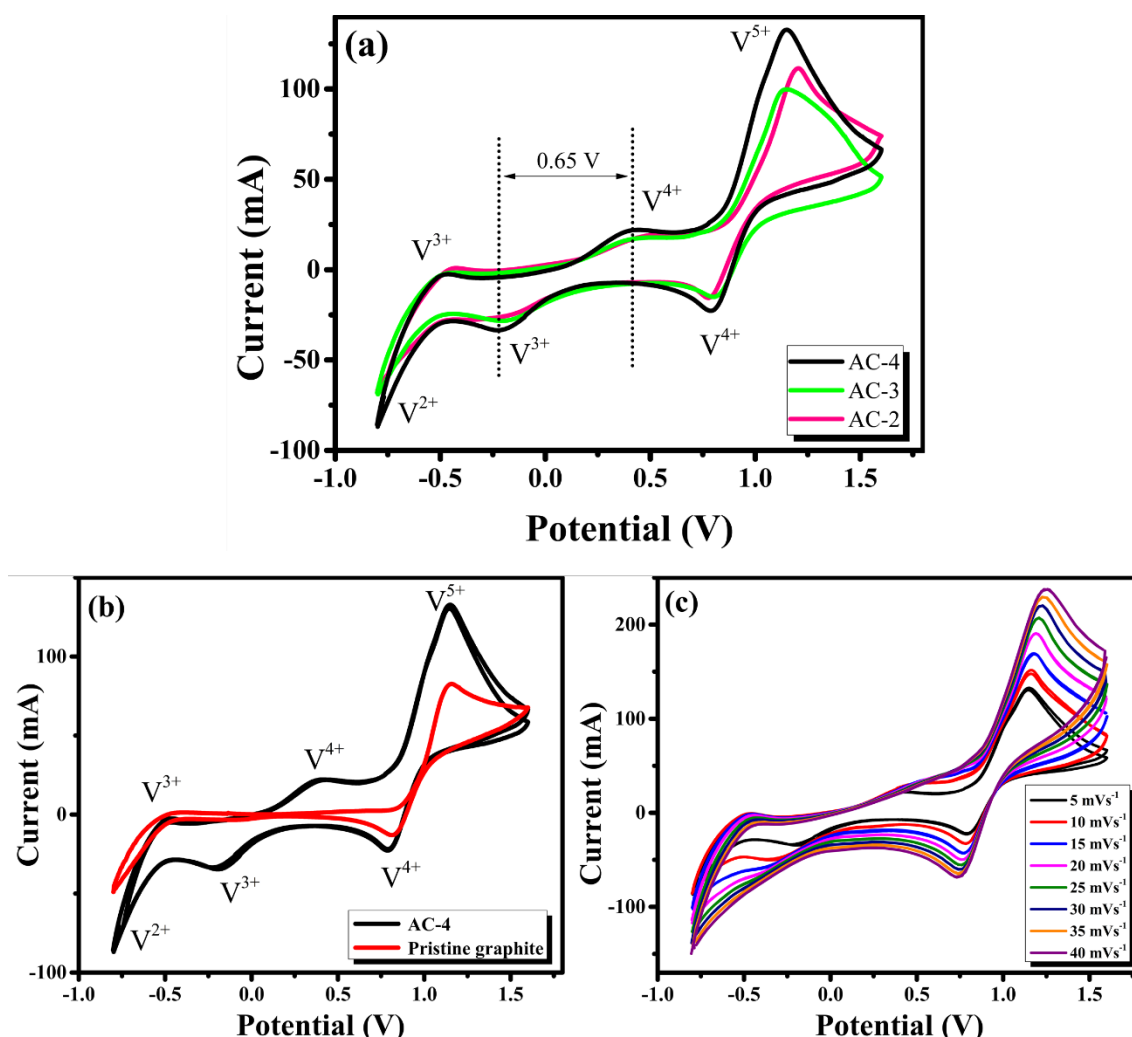 (a)
V⁵⁺
100
0.65 V
50
V⁴⁺
V³⁺
0
V³⁺
V⁴⁺
-50
V²⁺
AC-4
AC-3
AC-2
-100
-1.0 -0.5 0.0 0.5 1.0 1.5
Current (mA)
Potential (V)
(b)
V⁵⁺
100
V⁴⁺
V³⁺
0
V³⁺
V⁴⁺
V²⁺
AC-4
Pristine graphite
-100
-1.0 -0.5 0.0 0.5 1.0 1.5
Current (mA)
Potential (V)
(c)
200
100
0
-100
5 mVs⁻¹
10 mVs⁻¹
15 mVs⁻¹
20 mVs⁻¹
25 mVs⁻¹
30 mVs⁻¹
35 mVs⁻¹
40 mVs⁻¹
-1.0 -0.5 0.0 0.5 1.0 1.5
Current (mA)
Potential (V)